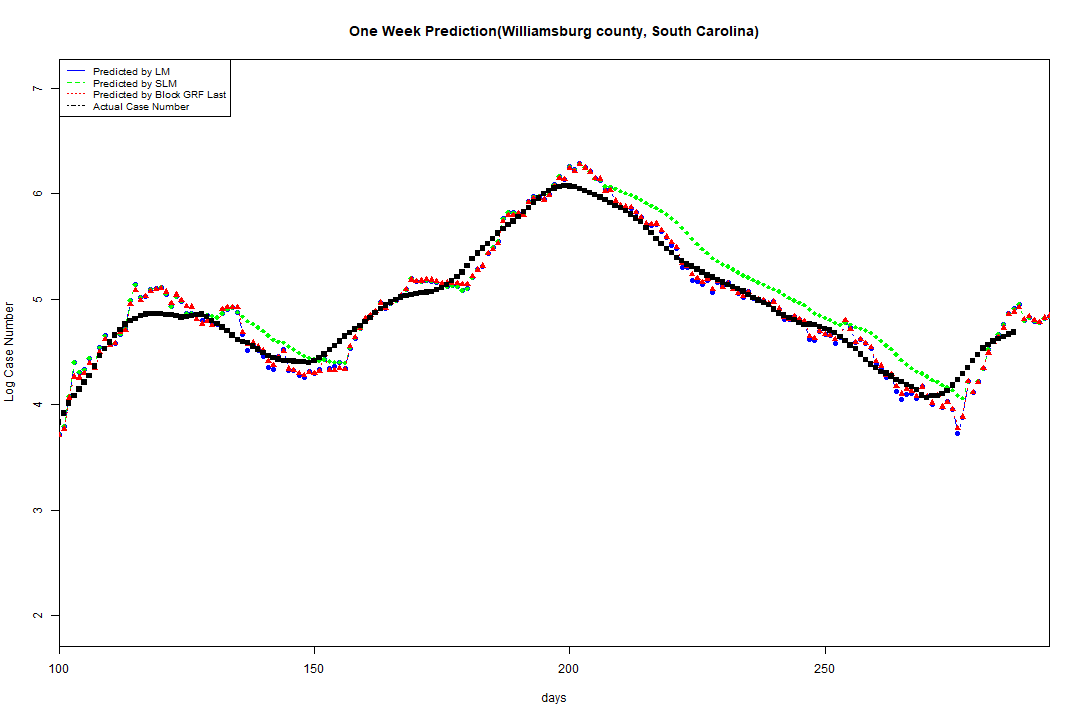 One Week Prediction(Williamsburg county, South Carolina)
Predicted by LM
Predicted by SLM
Predicted by Block GRF Last
Actual Case Number
7
6
5
4
3
2
Log Case Number
100 150 200 250
days